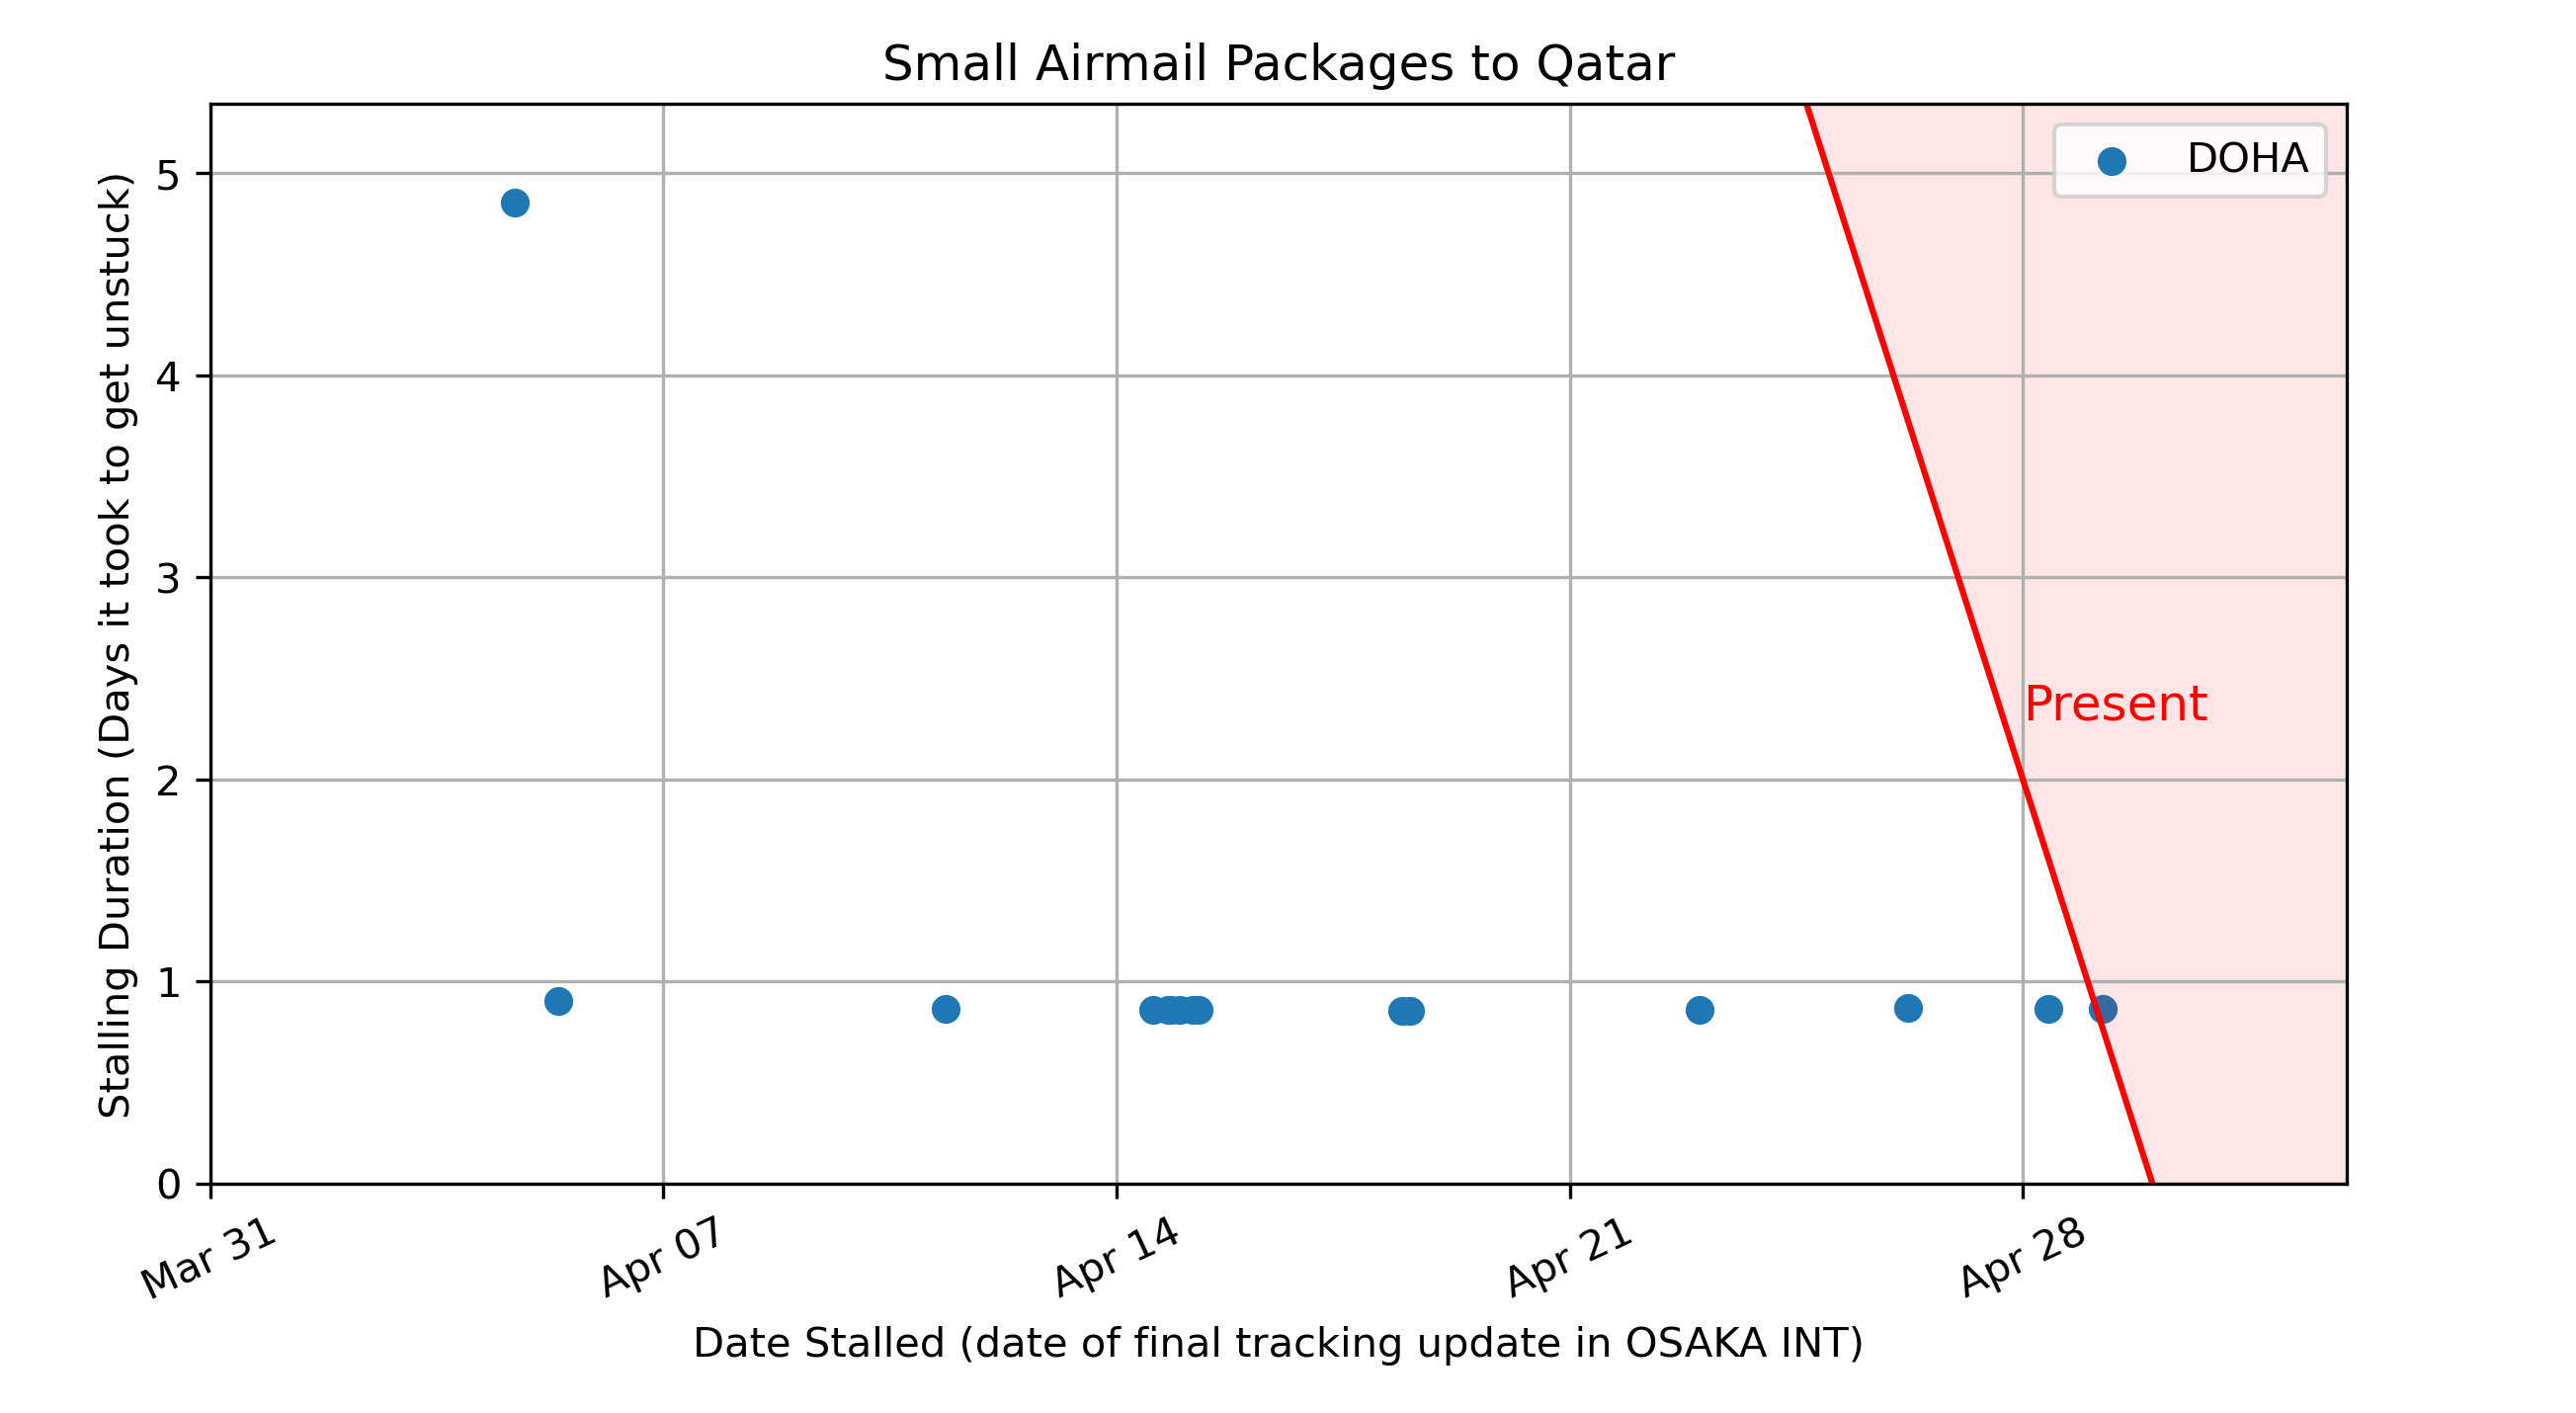 Small Airmail Packages to Qatar
DOHA
Present
Stalling Duration (Days it took to get unstuck)
5
4
3
2
1
0
Mar 31
Apr 07
Apr 14
Apr 21
Apr 28
Date Stalled (date of final tracking update in OSAKA INT)